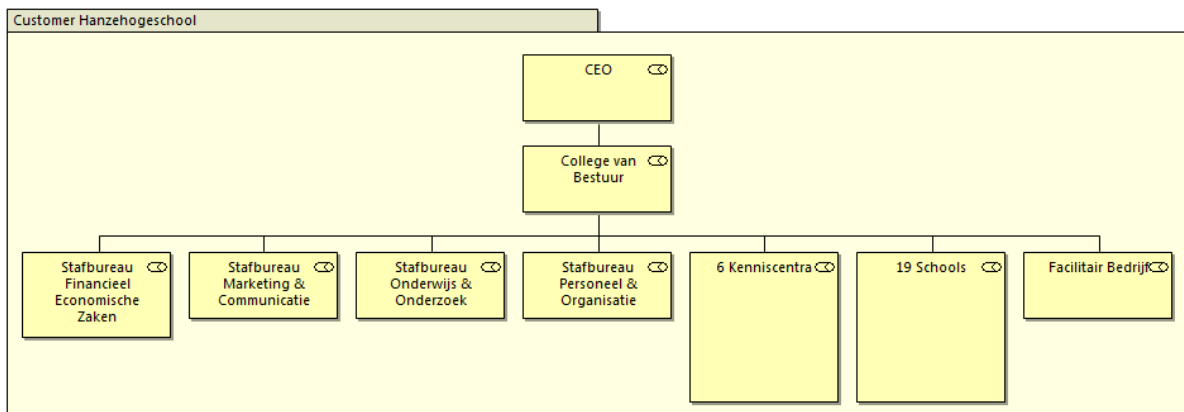 Customer Hanzehogeschool
CEO
College van
Bestuur
Stafbureau
Financieel
Economische
Zaken
Stafbureau
Marketing &
Communicatie
Stafbureau
Onderwijs &
Onderzoek
Stafbureau
Personeel &
Organisatie
6 Kenniscentra
19 Schools
Facilitair Bedrijf